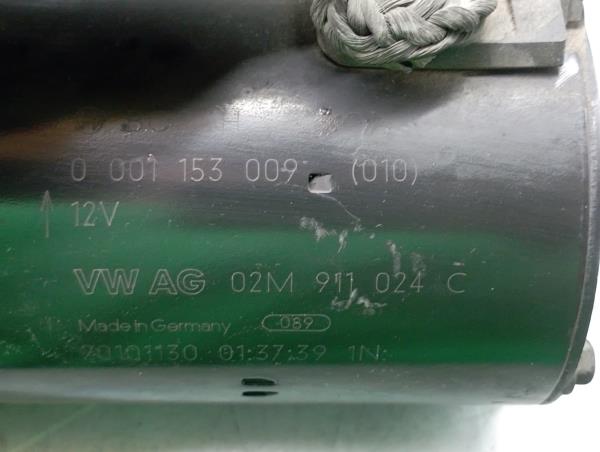 0 001 153 009 (010)
12V
VW AG 02M 911 024 C
Made in Germany 089
20101130 01:37:39 1N